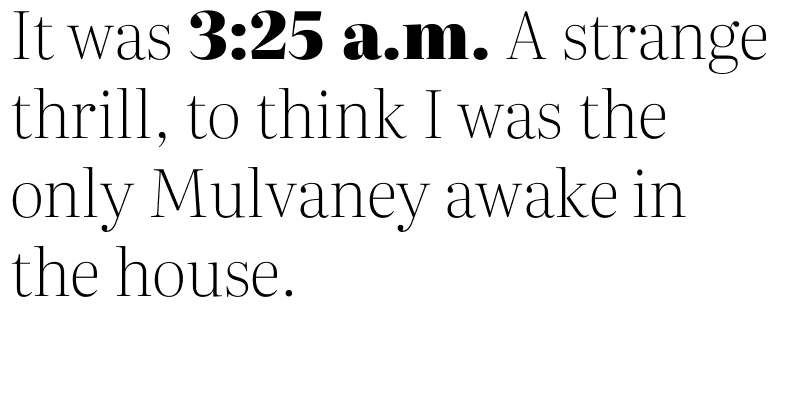 It was 3:25 a.m. A strange
thrill, to think I was the
only Mulvaney awake in
the house.